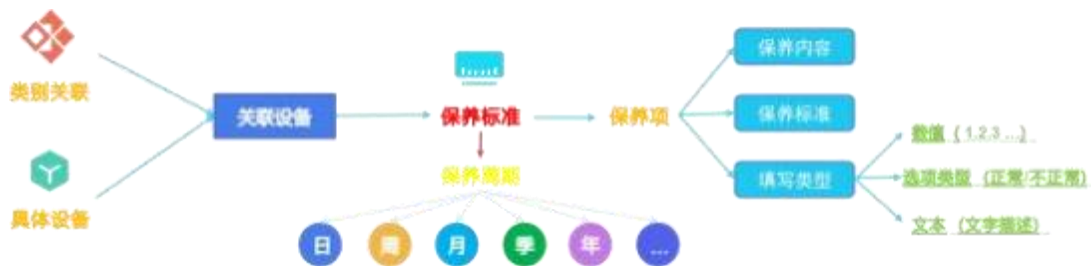 类别关联
具体设备
关联设备
保养标准
保养周期
日
周
月
季
年
...
保养项
保养内容
保养标准
填写类型
数值（1.2.3 ...）
选项类型（正常/不正常）
文本（文字描述）